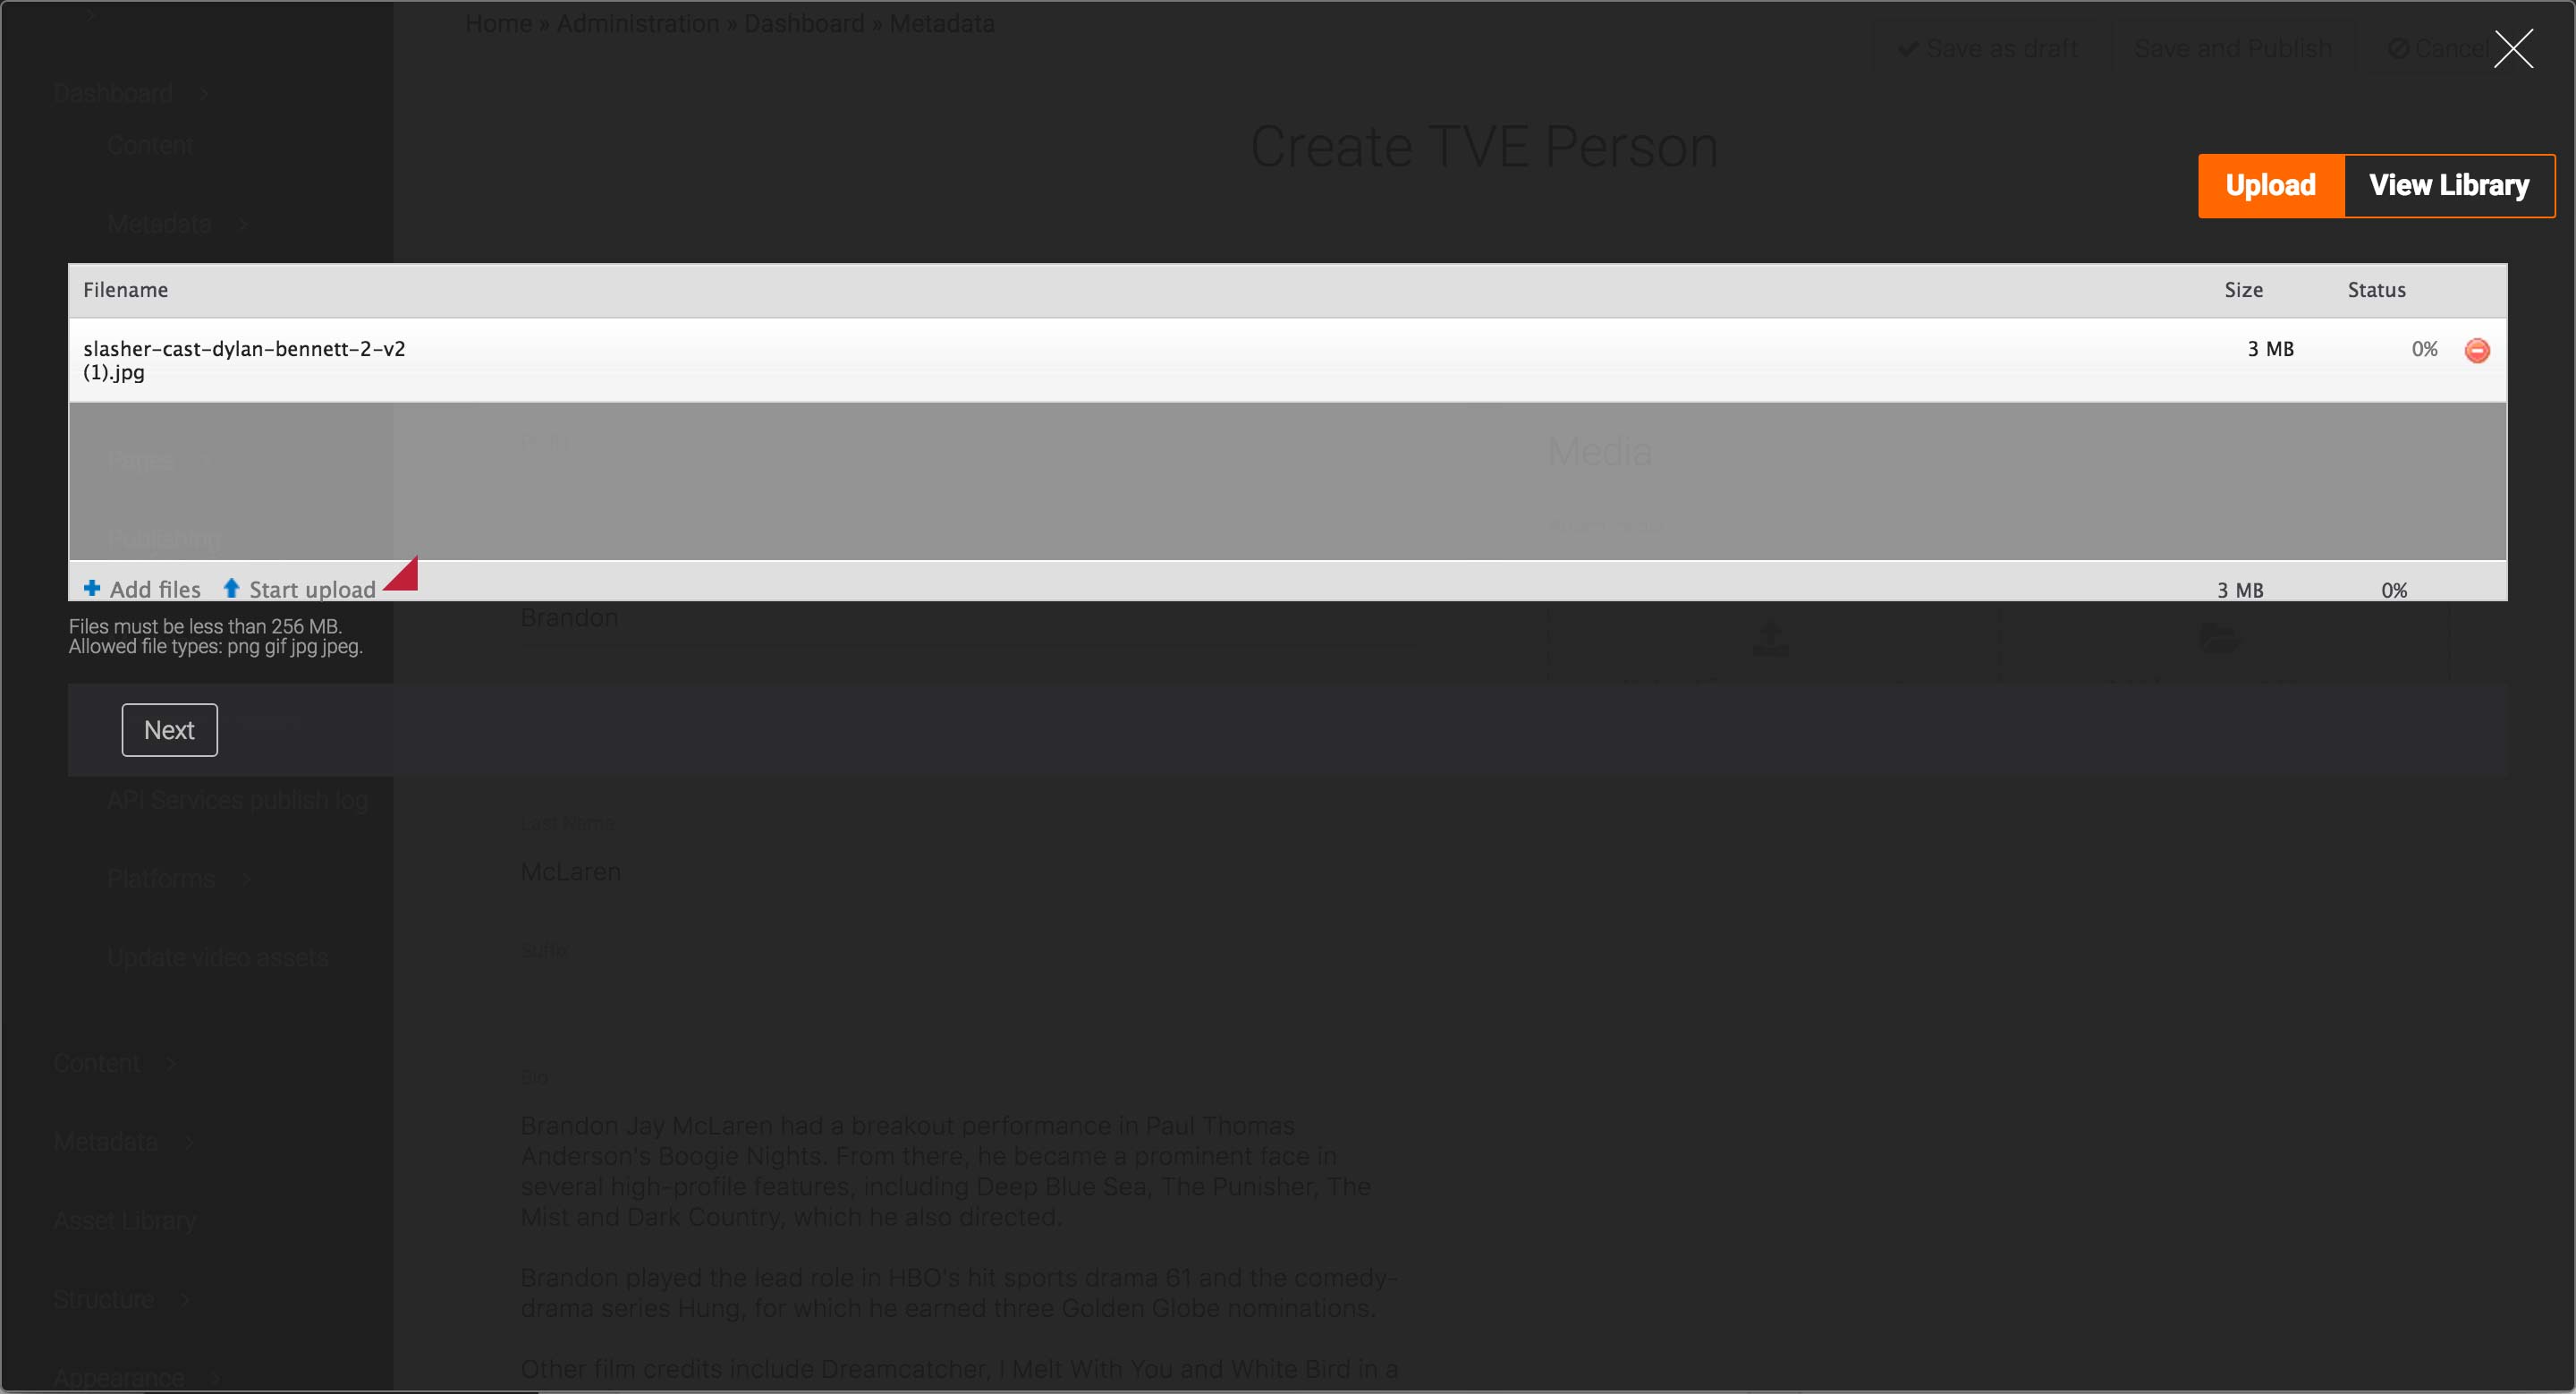 Home » Administration » Dashboard » Metadata
Save as draft
Save and Publish
Cancel
Dashboard
Content
Metadata
Create TVE Person
Upload
View Library
Filename
Size
Status
slasher-cast-dylan-bennett-2-v2
(1).jpg
3 MB
0%
Pages
Media
Publishing
Add files
Start upload
3 MB
0%
Files must be less than 256 MB.
Allowed file types: png gif jpg jpeg.
Brandon
Next
API Services publish log
Last Name
McLaren
Platforms
Suffix
Update video assets
Content
Bio
Metadata
Asset Library
Structure
Appearance
Brandon Jay McLaren had a breakout performance in Paul Thomas
Anderson's Boogie Nights. From there, he became a prominent face in
several high-profile features, including Deep Blue Sea, The Punisher, The
Mist and Dark Country, which he also directed.
Brandon played the lead role in HBO's hit sports drama 61 and the comedy-
drama series Hung, for which he earned three Golden Globe nominations.
Other film credits include Dreamcatcher, I Melt With You and White Bird in a